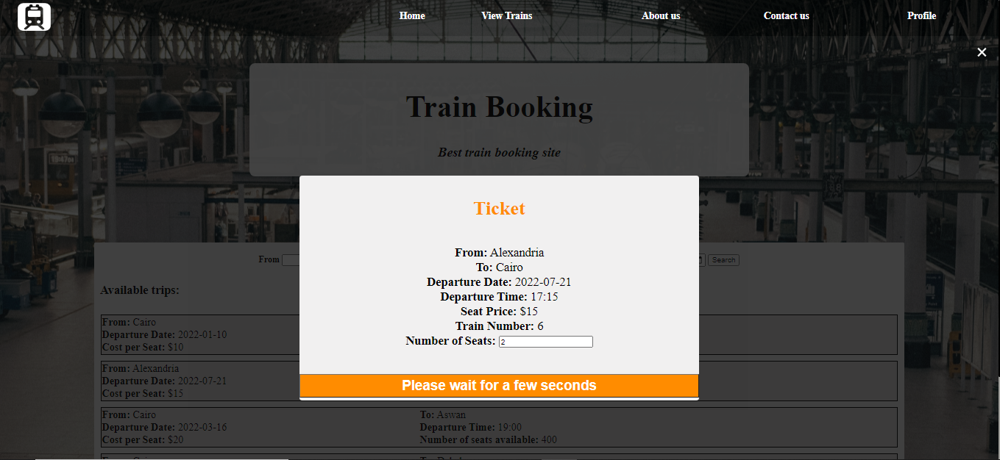 Home View Trains About us Contact us Profile
×
Train Booking
Best train booking site
Ticket
From: Alexandria
To: Cairo
Departure Date: 2022-07-21
Departure Time: 17:15
Seat Price: $15
Train Number: 6
Number of Seats: 2
Please wait for a few seconds
From Search
Available trips:
From: Cairo
Departure Date: 2022-01-10
Cost per Seat: $10
From: Alexandria
Departure Date: 2022-07-21
Cost per Seat: $15
From: Cairo To: Aswan
Departure Date: 2022-03-16 Departure Time: 19:00
Cost per Seat: $20 Number of seats available: 400